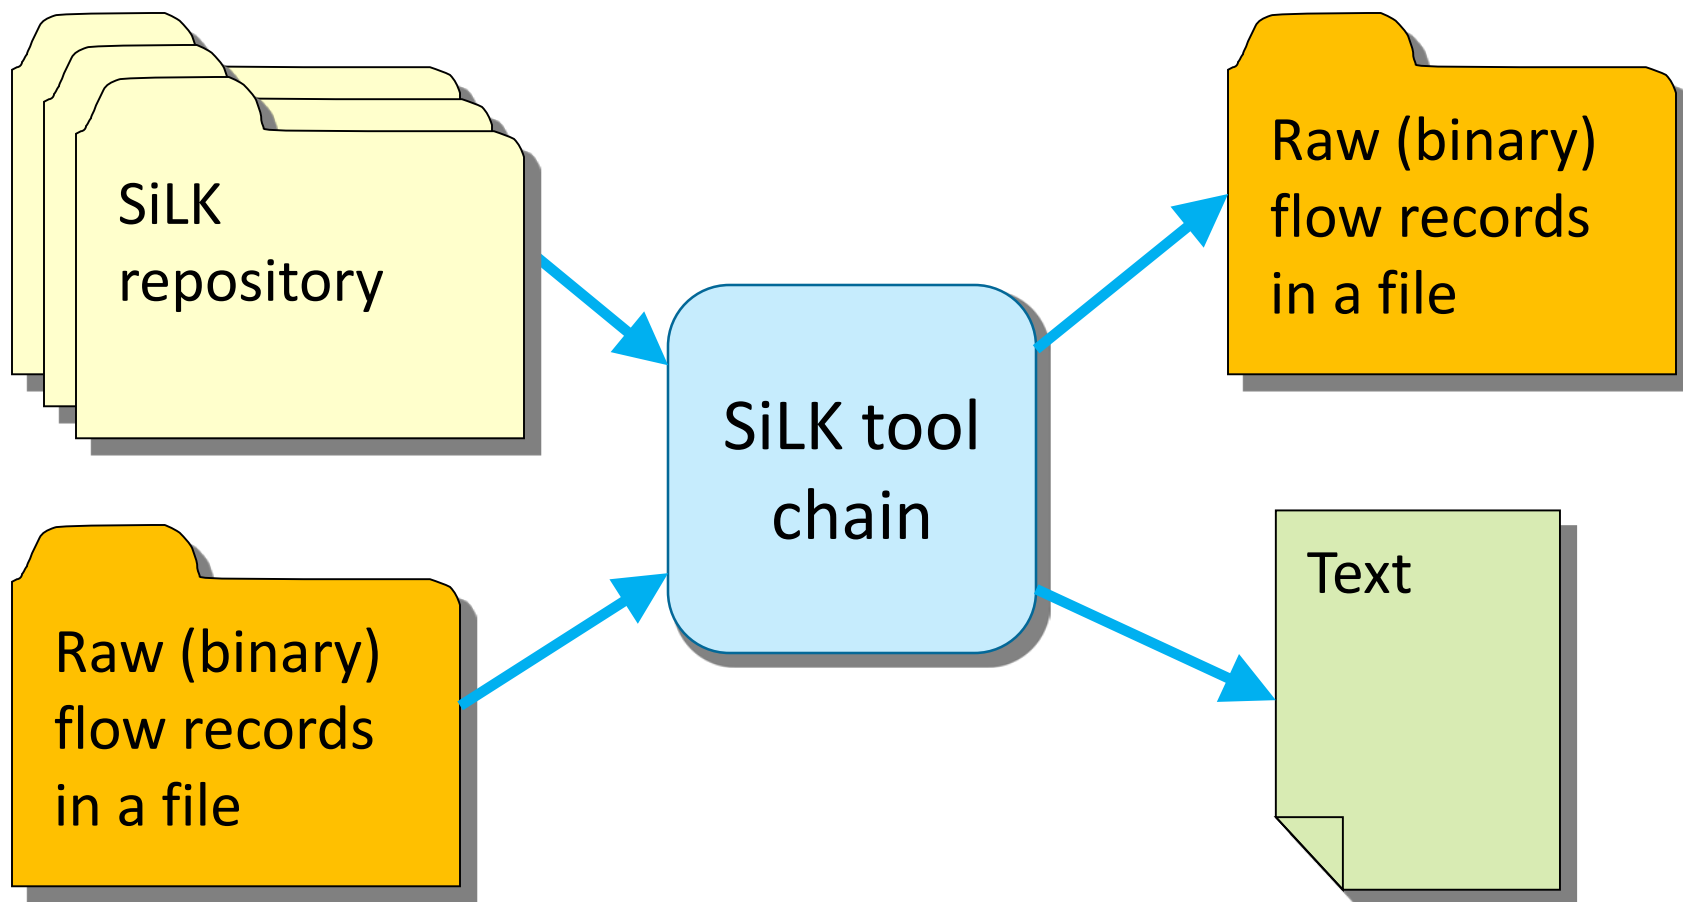 SiLK
repository
Raw (binary)
flow records
in a file
SiLK tool
chain
Raw (binary)
flow records
in a file
Text